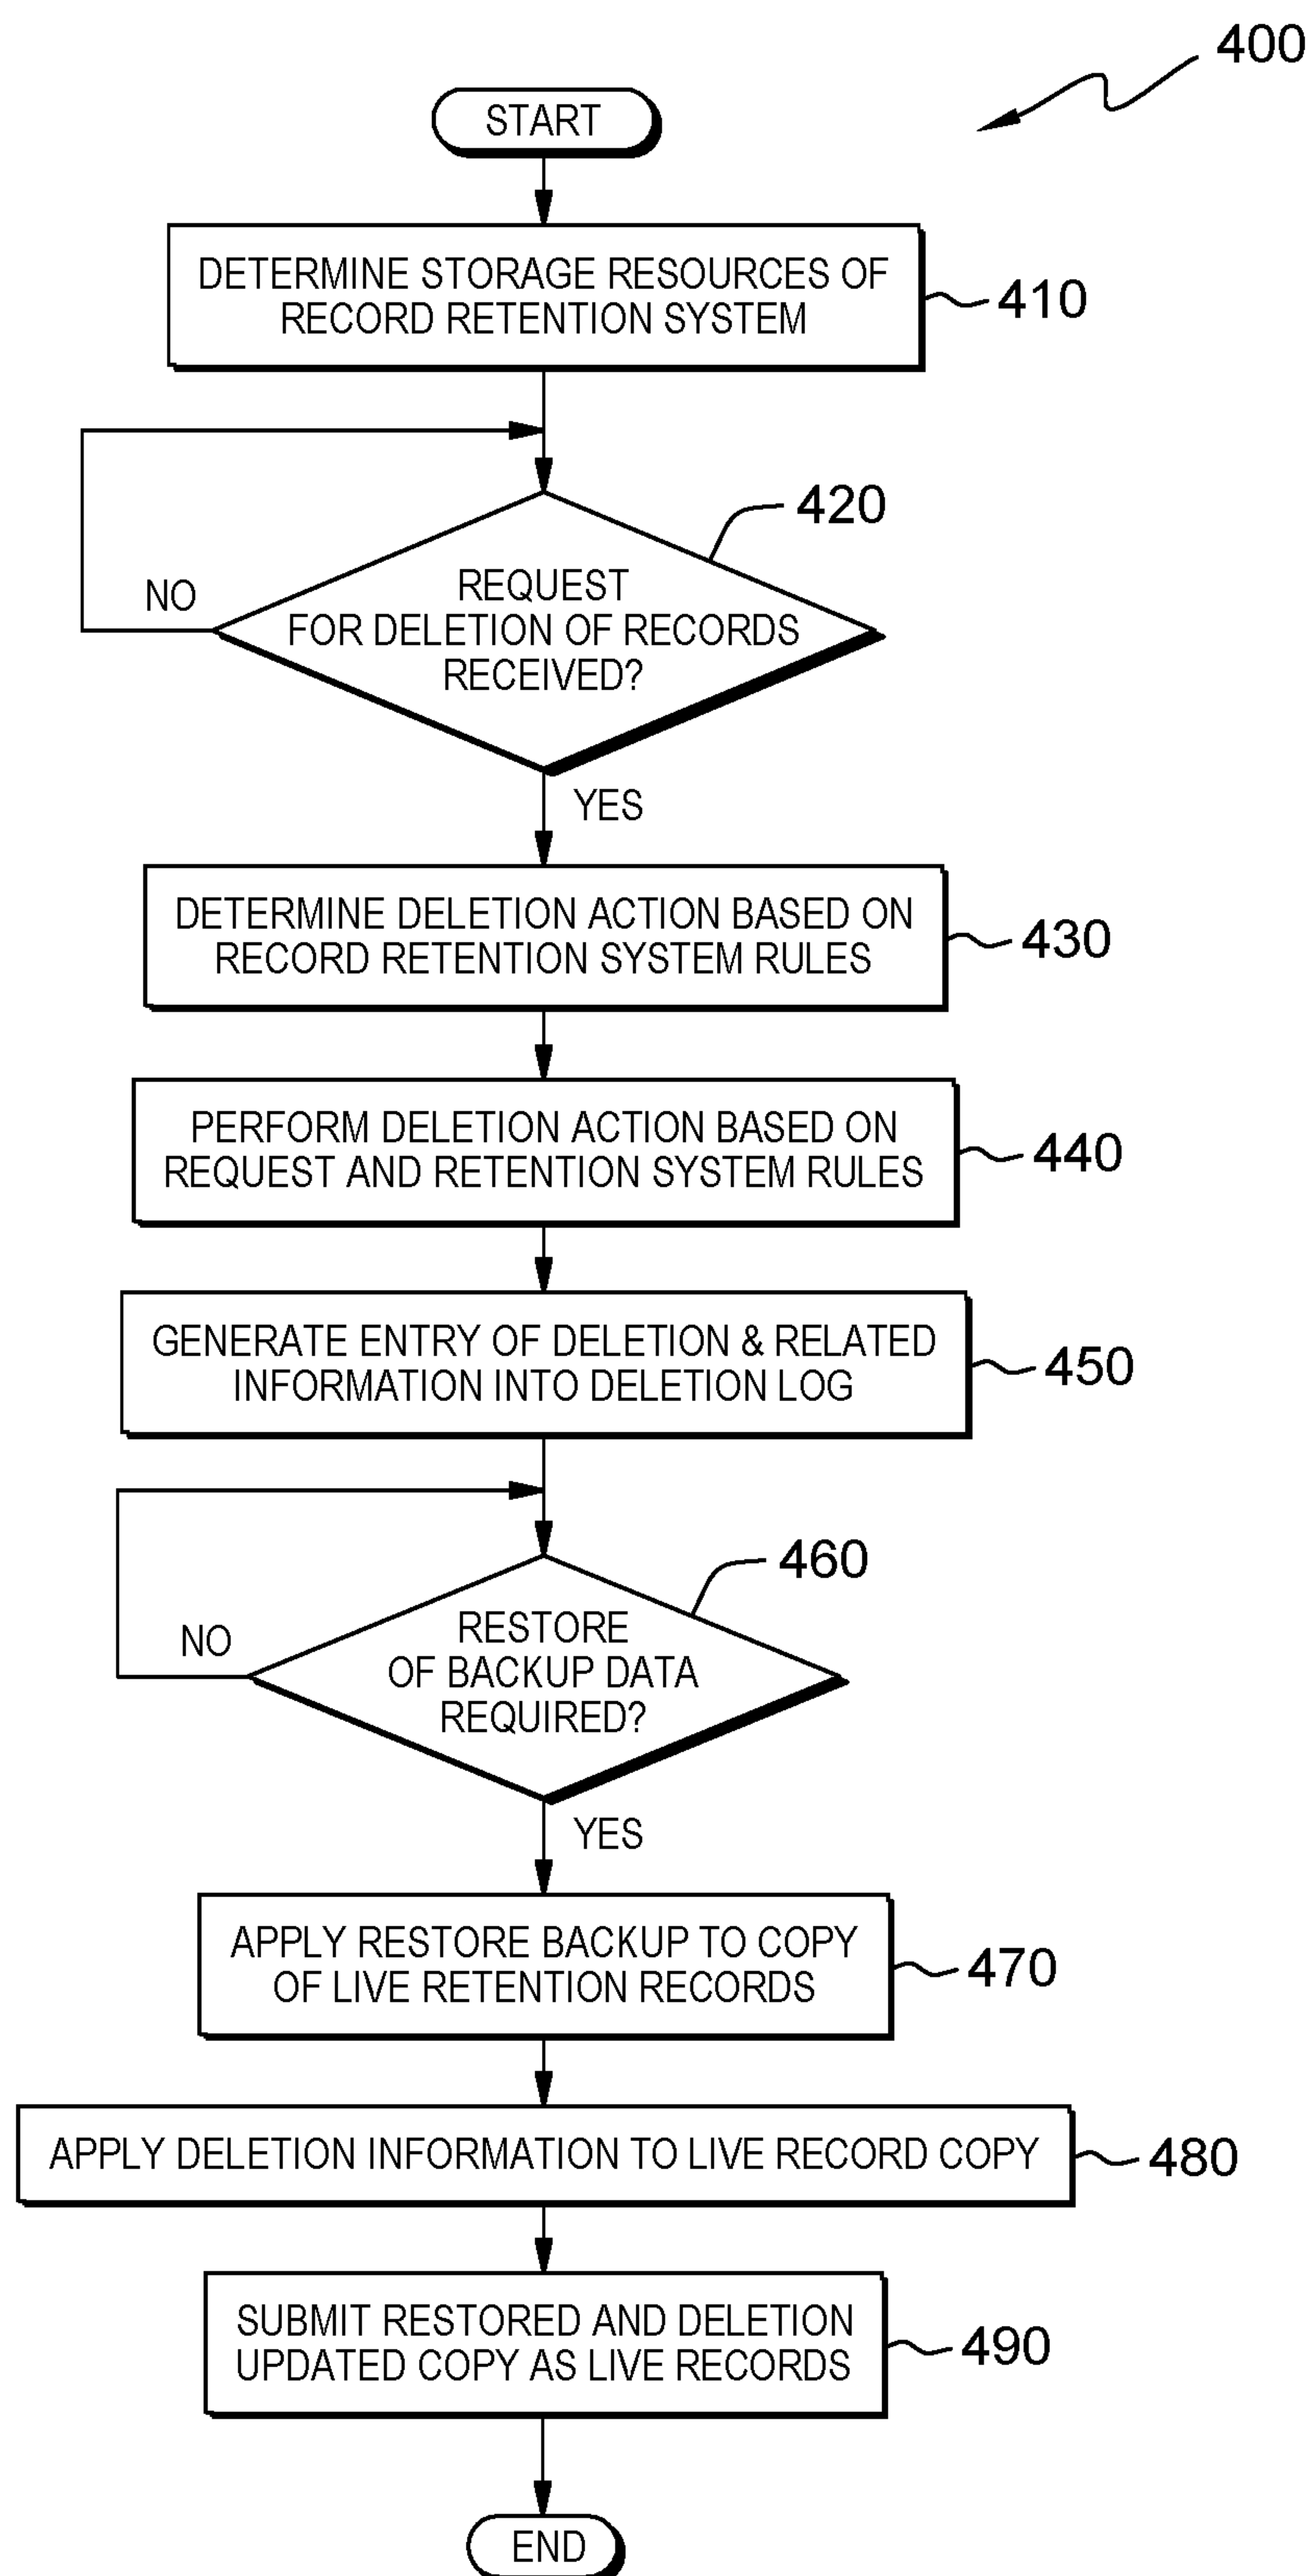 400
START
DETERMINE STORAGE RESOURCES OF
RECORD RETENTION SYSTEM
410
420
REQUEST
FOR DELETION OF RECORDS
RECEIVED?
NO
YES
DETERMINE DELETION ACTION BASED ON
RECORD RETENTION SYSTEM RULES
430
PERFORM DELETION ACTION BASED ON
REQUEST AND RETENTION SYSTEM RULES
440
GENERATE ENTRY OF DELETION & RELATED
INFORMATION INTO DELETION LOG
450
460
RESTORE
OF BACKUP DATA
REQUIRED?
NO
YES
APPLY RESTORE BACKUP TO COPY
OF LIVE RETENTION RECORDS
470
APPLY DELETION INFORMATION TO LIVE RECORD COPY
480
SUBMIT RESTORED AND DELETION
UPDATED COPY AS LIVE RECORDS
490
END